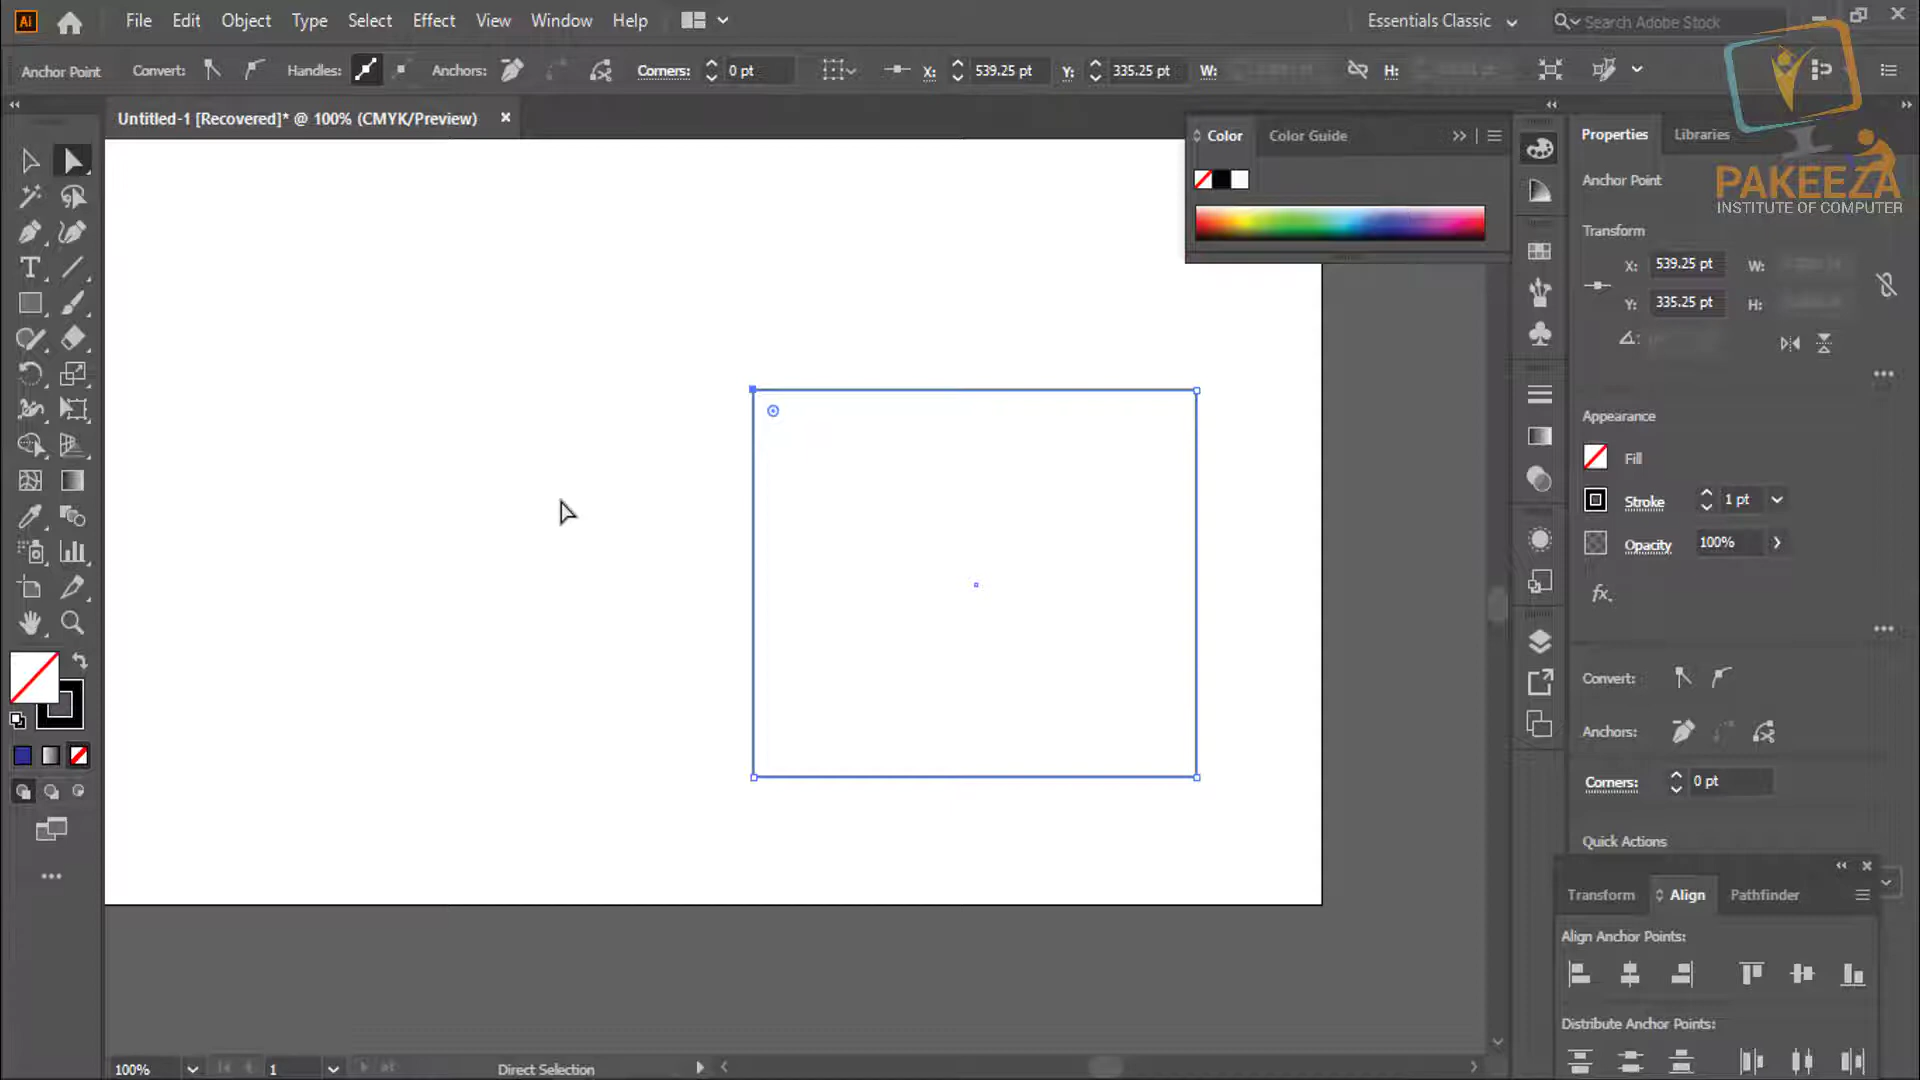 Ai File Edit Object Type Select Effect View Window Help Essentials Classic Search Adobe Stock
Anchor Point Convert: Handles: Anchors: Corners: 0 pt X: 539.25 pt Y: 335.25 pt W: H:
Untitled-1 [Recovered]* @ 100% (CMYK/Preview)
Color Color Guide
Properties Libraries
PAKEEZA
INSTITUTE OF COMPUTER
Anchor Point
Transform
X: 539.25 pt W:
Y: 335.25 pt H:
Appearance
Fill
Stroke 1 pt
Opacity 100%
fx
Convert:
Anchors:
Corners: 0 pt
Quick Actions
Transform Align Pathfinder
Align Anchor Points:
Distribute Anchor Points:
100% 1 Direct Selection